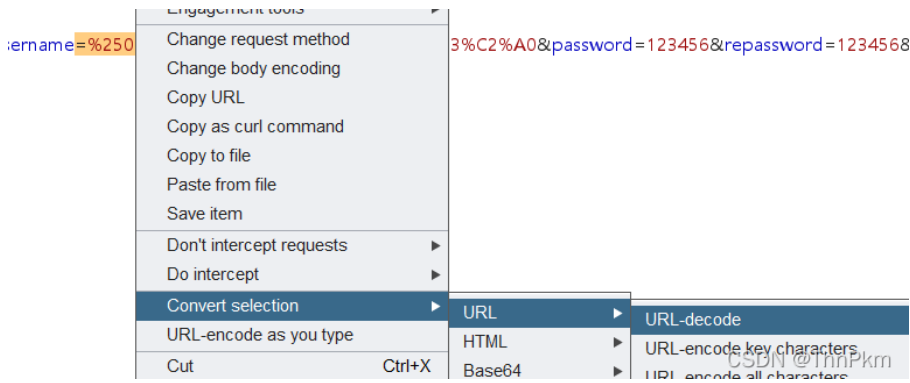 Engagement tools
sername=%250 3%C2%A0&password=123456&repassword=123456&
Change request method
Change body encoding
Copy URL
Copy as curl command
Copy to file
Paste from file
Save item
Don't intercept requests
Do intercept
Convert selection
URL
URL-decode
URL-encode as you type
HTML
URL-encode key characters
Cut Ctrl+X
Base64
URL-encode all characters
CSDN @ThnPkm